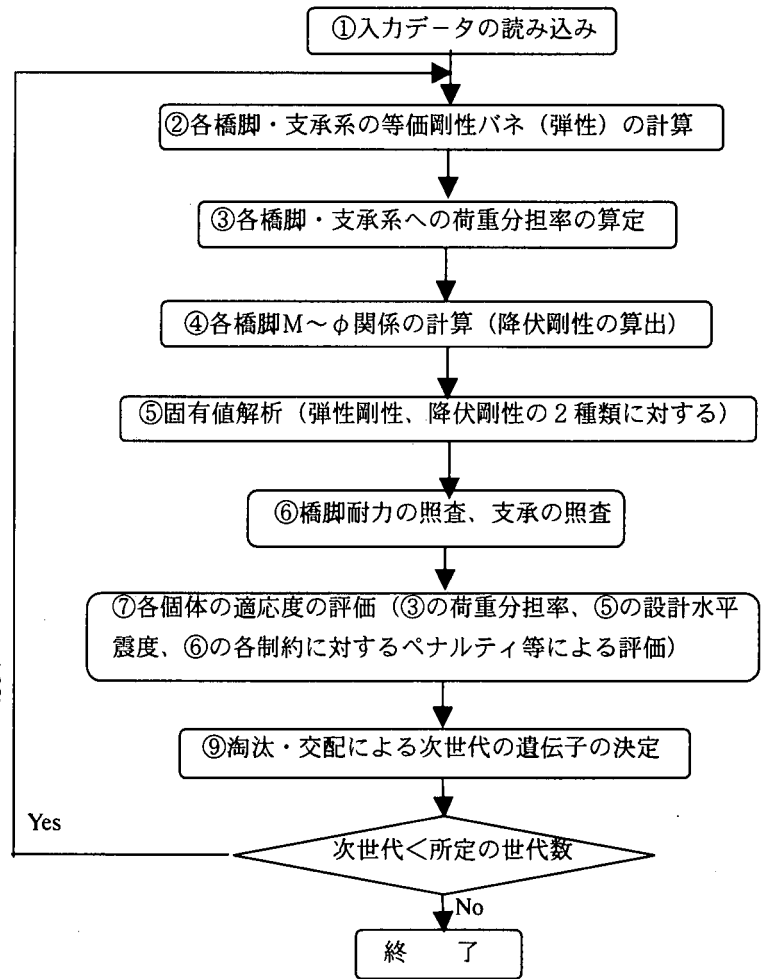 ①入力データの読み込み
②各橋脚・支承系の等価剛性バネ（弾性）の計算
③各橋脚・支承系への荷重分担率の算定
④各橋脚M～φ関係の計算（降伏剛性の算出）
⑤固有値解析（弾性剛性、降伏剛性の２種類に対する）
⑥橋脚耐力の照査、支承の照査
⑦各個体の適応度の評価（③の荷重分担率、⑤の設計水平
震度、⑥の各制約に対するペナルティ等による評価）
⑨淘汰・交配による次世代の遺伝子の決定
Yes
次世代＜所定の世代数
No
終　了